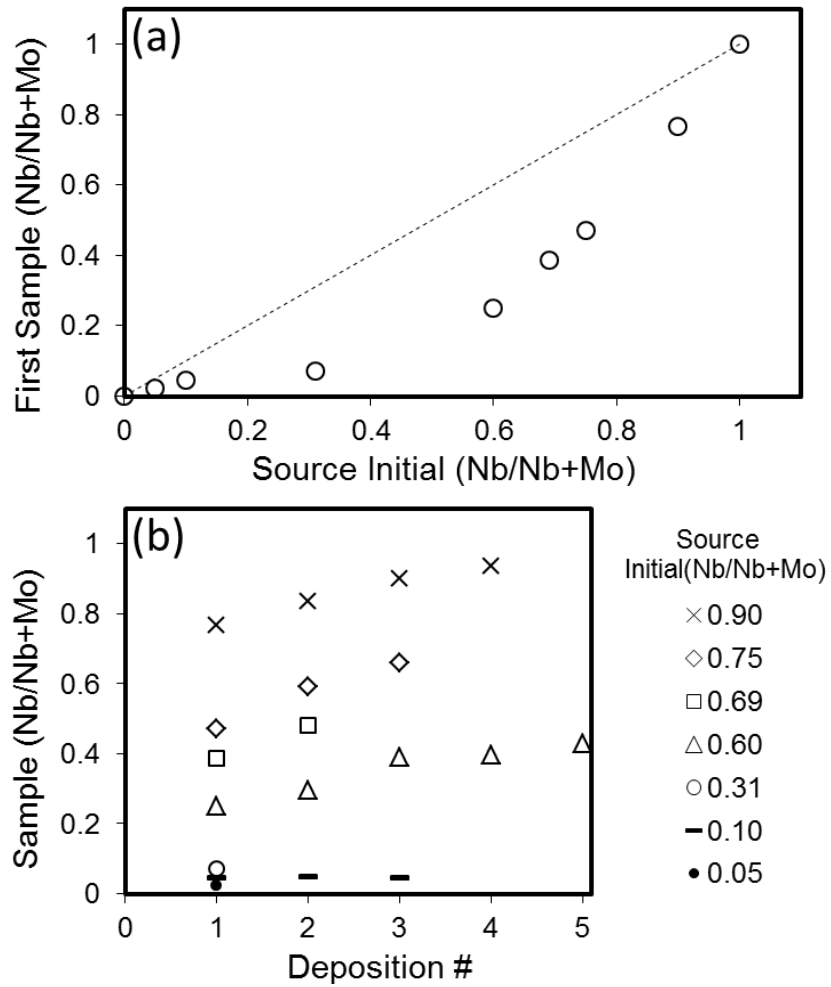 (a)
1
0.8
0.6
0.4
0.2
0
First Sample (Nb/Nb+Mo)
0 0.2 0.4 0.6 0.8 1
Source Initial (Nb/Nb+Mo)
(b)
1
0.8
0.6
0.4
0.2
0
Sample (Nb/Nb+Mo)
0 1 2 3 4 5
Deposition #
Source
Initial(Nb/Nb+Mo)
0.90
0.75
0.69
0.60
0.31
0.10
0.05